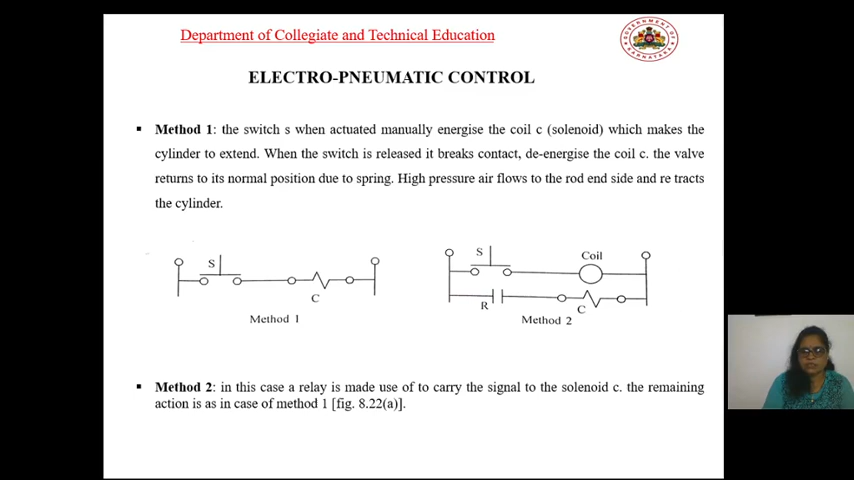 Department of Collegiate and Technical Education
GOVERNMENT OF
KARNATAKA
ELECTRO-PNEUMATIC CONTROL
▪ Method 1: the switch s when actuated manually energise the coil c (solenoid) which makes the
cylinder to extend. When the switch is released it breaks contact, de-energise the coil c. the valve
returns to its normal position due to spring. High pressure air flows to the rod end side and re tracts
the cylinder.
S
C
Method 1
S
Coil
R
C
Method 2
▪ Method 2: in this case a relay is made use of to carry the signal to the solenoid c. the remaining
action is as in case of method 1 [fig. 8.22(a)].